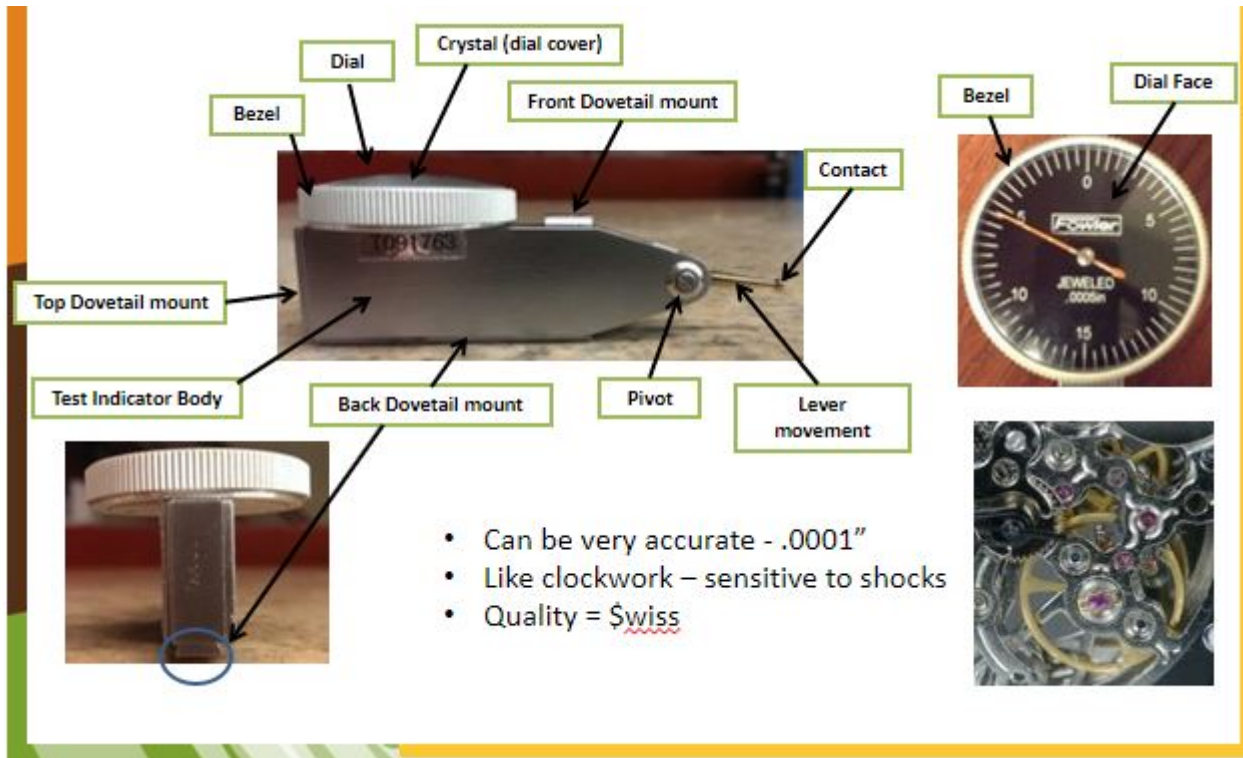 Crystal (dial cover)
Dial
Bezel
Front Dovetail mount
Contact
Top Dovetail mount
Test Indicator Body
Back Dovetail mount
Pivot
Lever
movement
T091763
Bezel
Dial Face
0
5
5
Fowler
JEWELED
.0005in
10
10
15
• Can be very accurate - .0001”
• Like clockwork – sensitive to shocks
• Quality = $wiss